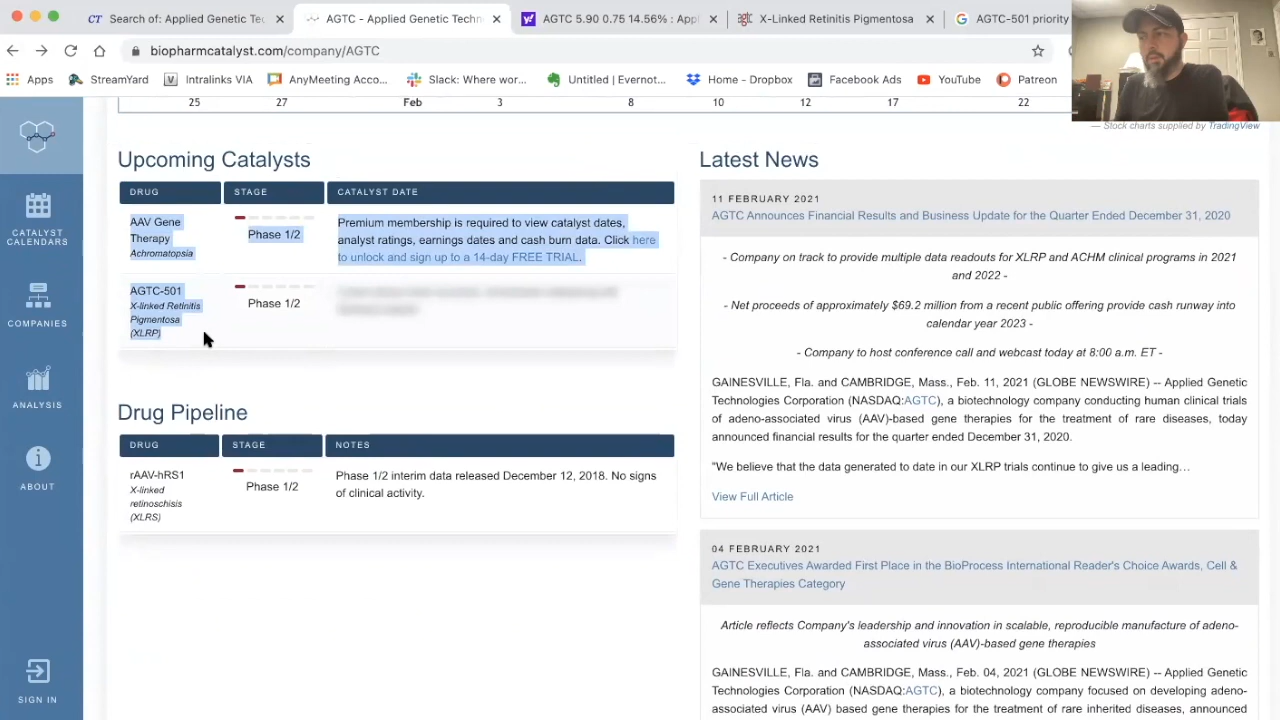 Search of: Applied Genetic Tec
AGTC - Applied Genetic Techn
AGTC 5.90 0.75 14.56% : Appl
X-Linked Retinitis Pigmentosa
AGTC-501 priority
biopharmcatalyst.com/company/AGTC
Apps
StreamYard
Intralinks VIA
AnyMeeting Acco...
Slack: Where wor...
Untitled | Evernot...
Home - Dropbox
Facebook Ads
YouTube
Patreon
25 27 Feb 3 8 10 12 17 22
— Stock charts supplied by TradingView
CATALYST
CALENDARS
COMPANIES
ANALYSIS
ABOUT
SIGN IN
Upcoming Catalysts
DRUG STAGE CATALYST DATE
AAV Gene
Therapy
Achromatopsia
Phase 1/2
Premium membership is required to view catalyst dates,
analyst ratings, earnings dates and cash burn data. Click here
to unlock and sign up to a 14-day FREE TRIAL.
AGTC-501
X-linked Retinitis
Pigmentosa
(XLRP)
Phase 1/2
Drug Pipeline
DRUG STAGE NOTES
rAAV-hRS1
X-linked
retinoschisis
(XLRS)
Phase 1/2
Phase 1/2 interim data released December 12, 2018. No signs
of clinical activity.
Latest News
11 FEBRUARY 2021
AGTC Announces Financial Results and Business Update for the Quarter Ended December 31, 2020
- Company on track to provide multiple data readouts for XLRP and ACHM clinical programs in 2021
and 2022 -
- Net proceeds of approximately $69.2 million from a recent public offering provide cash runway into
calendar year 2023 -
- Company to host conference call and webcast today at 8:00 a.m. ET -
GAINESVILLE, Fla. and CAMBRIDGE, Mass., Feb. 11, 2021 (GLOBE NEWSWIRE) -- Applied Genetic
Technologies Corporation (NASDAQ:AGTC), a biotechnology company conducting human clinical trials
of adeno-associated virus (AAV)-based gene therapies for the treatment of rare diseases, today
announced financial results for the quarter ended December 31, 2020.
"We believe that the data generated to date in our XLRP trials continue to give us a leading…
View Full Article
04 FEBRUARY 2021
AGTC Executives Awarded First Place in the BioProcess International Reader's Choice Awards, Cell &
Gene Therapies Category
Article reflects Company's leadership and innovation in scalable, reproducible manufacture of adeno-
associated virus (AAV)-based gene therapies
GAINESVILLE, Fla. and CAMBRIDGE, Mass., Feb. 04, 2021 (GLOBE NEWSWIRE) -- Applied Genetic
Technologies Corporation (NASDAQ:AGTC), a biotechnology company focused on developing adeno-
associated virus (AAV) based gene therapies for the treatment of rare inherited diseases, announced